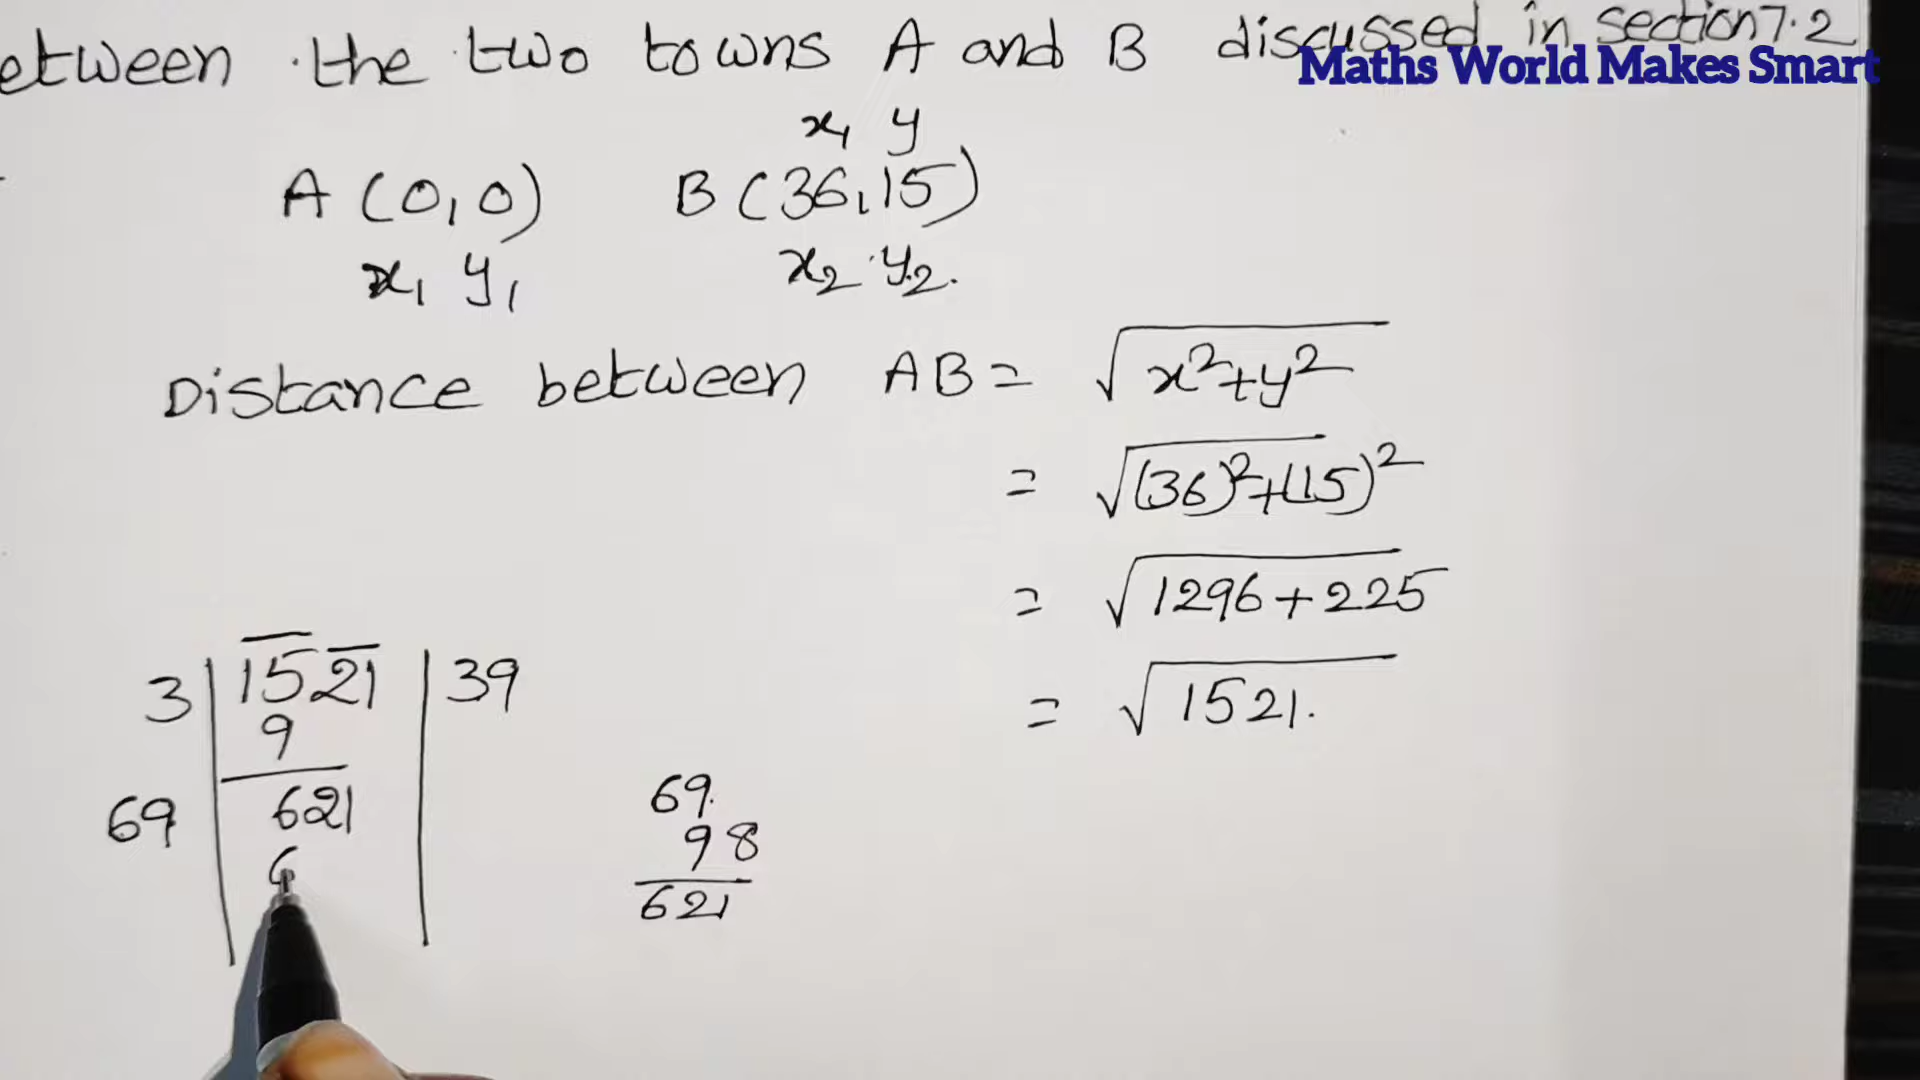 etween the two towns A and B discussed in section 7.2
Maths World Makes Smart
x, y
A (0,0) B (36,15)
x₁ y₁ x₂ y₂.
Distance between AB = √x²+y²
= √(36)²+(15)²
= √1296+225
= √1521.
3 1521 39
9
69 621
6
69.
98
621